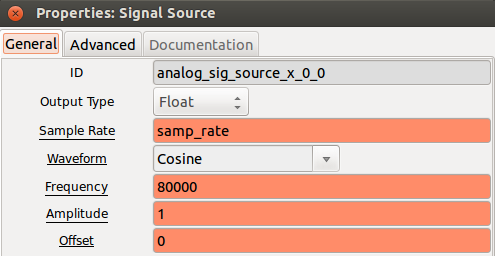 Properties: Signal Source
General Advanced Documentation
ID analog_sig_source_x_0_0
Output Type Float
Sample Rate samp_rate
Waveform Cosine
Frequency 80000
Amplitude 1
Offset 0